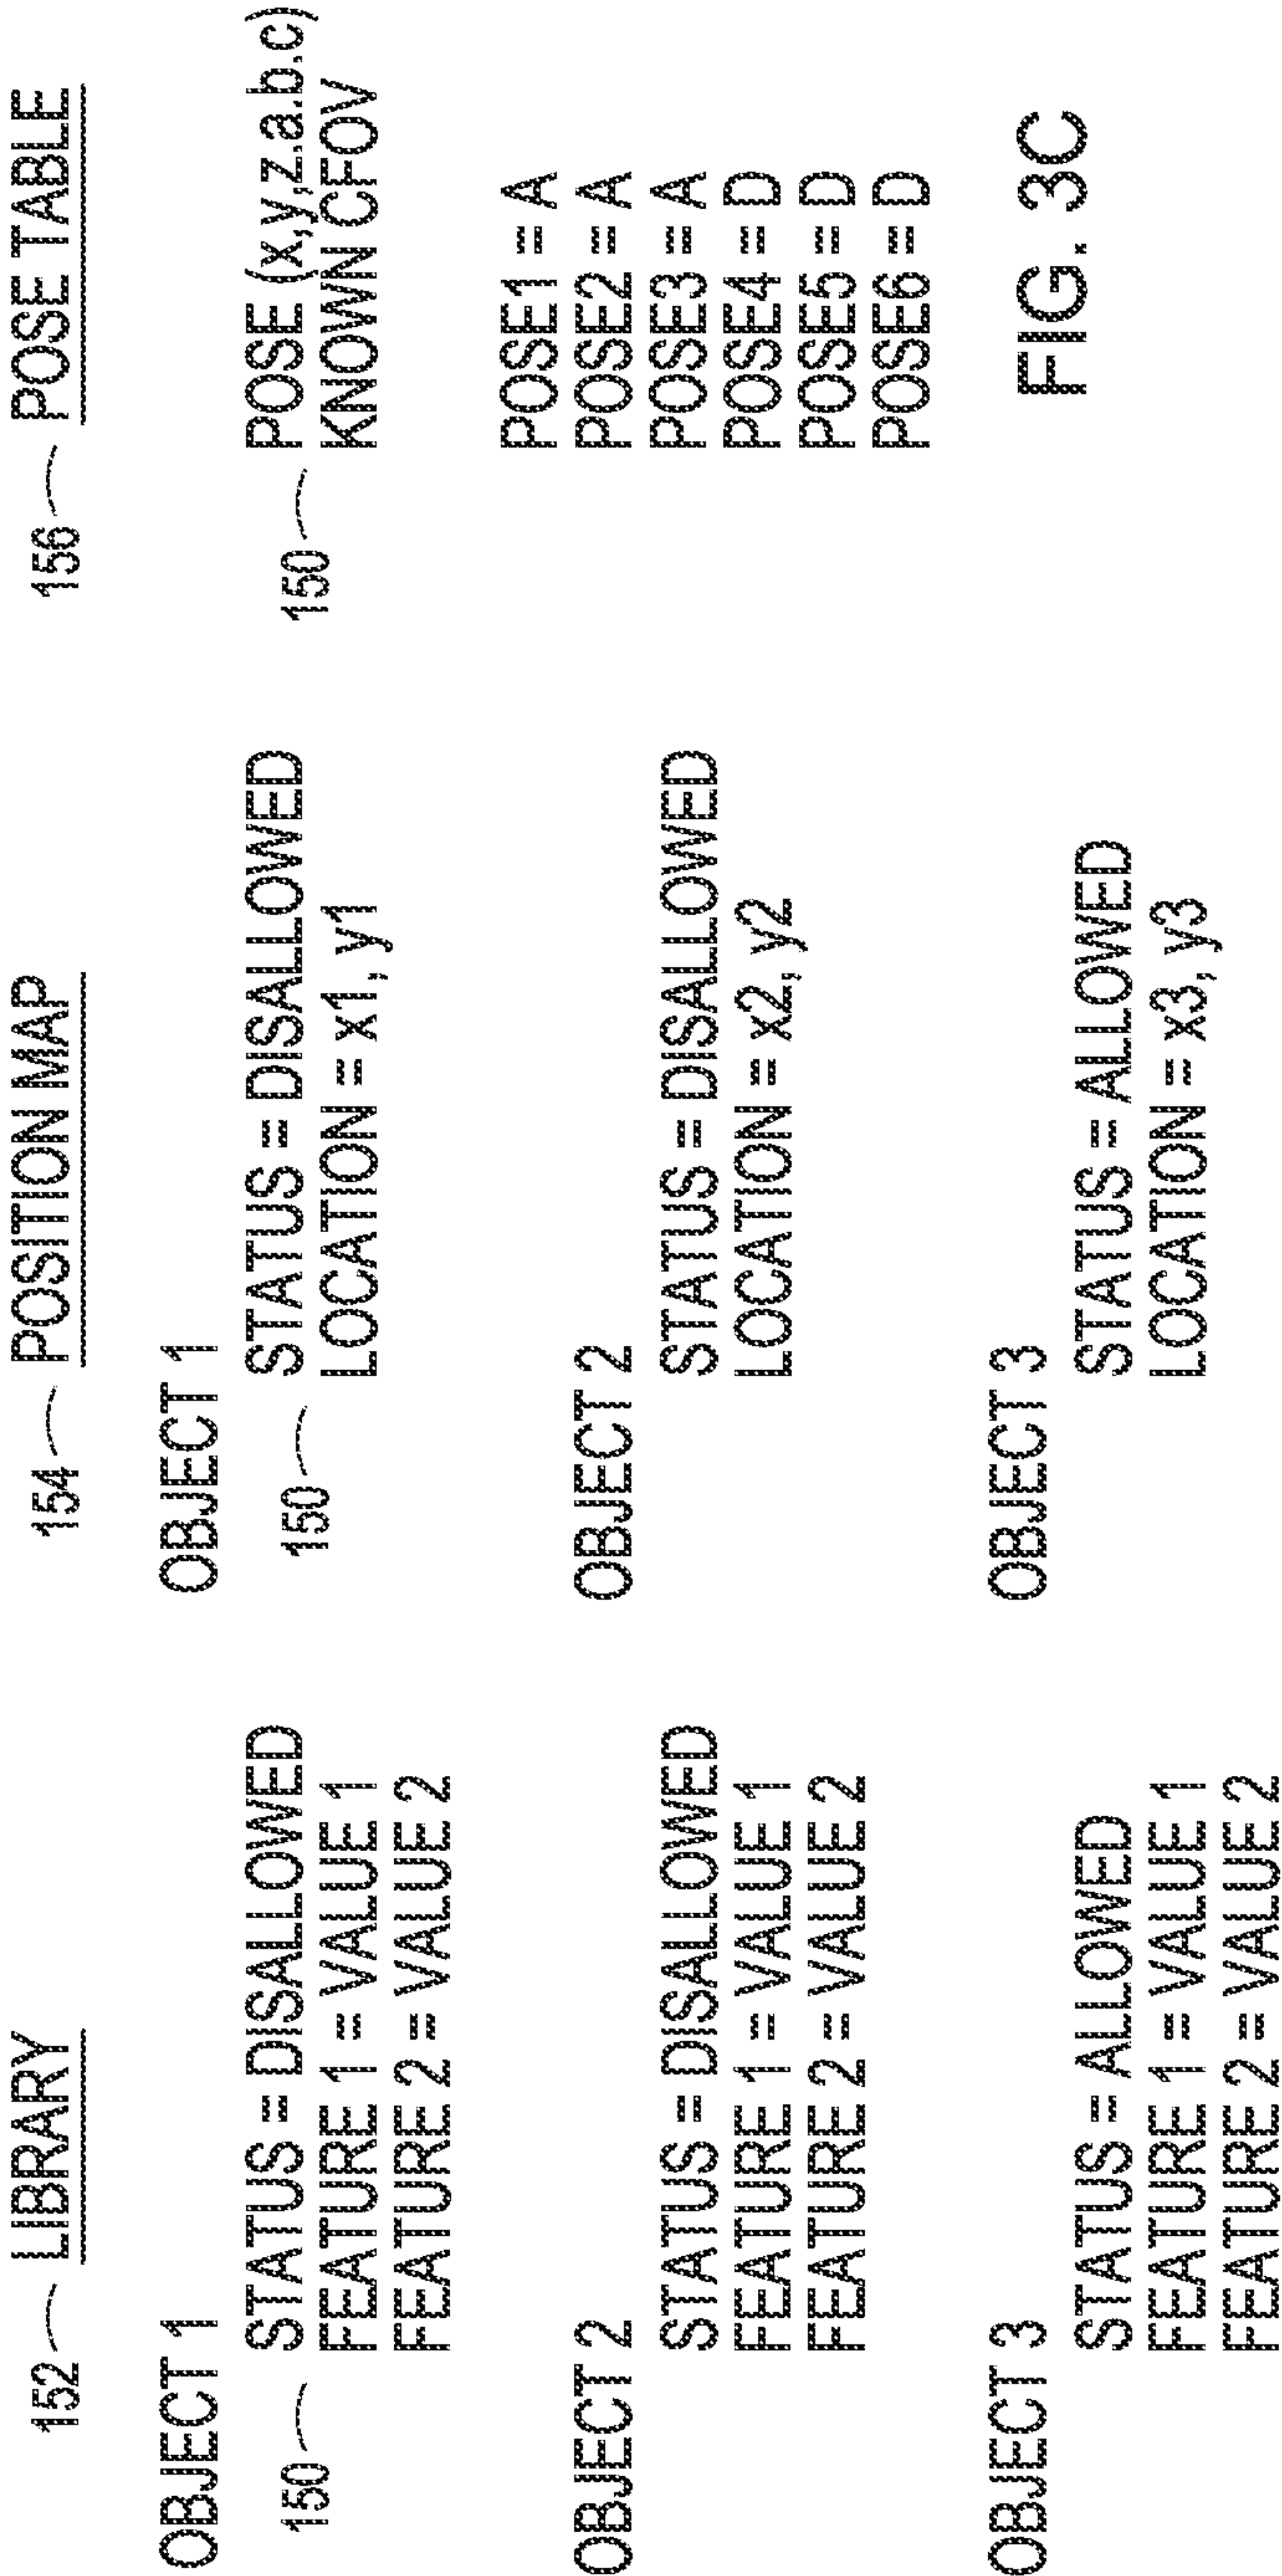 152 LIBRARY
OBJECT 1
150 STATUS = DISALLOWED
FEATURE 1 = VALUE 1
FEATURE 2 = VALUE 2
OBJECT 2
STATUS = DISALLOWED
FEATURE 1 = VALUE 1
FEATURE 2 = VALUE 2
OBJECT 3
STATUS = ALLOWED
FEATURE 1 = VALUE 1
FEATURE 2 = VALUE 2
154 POSITION MAP
OBJECT 1
150 STATUS = DISALLOWED
LOCATION = x1, y1
OBJECT 2
STATUS = DISALLOWED
LOCATION = x2, y2
OBJECT 3
STATUS = ALLOWED
LOCATION = x3, y3
156 POSE TABLE
150 POSE (x,y,z.a.b.c)
KNOWN CFOV
POSE1 = A
POSE2 = A
POSE3 = A
POSE4 = D
POSE5 = D
POSE6 = D
FIG. 3C